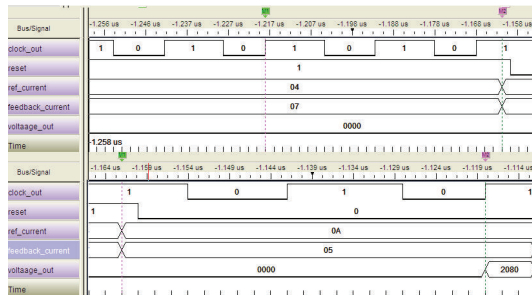 M1 M2
Bus/Signal -1.256 us -1.246 us -1.237 us -1.227 us -1.217 us -1.207 us -1.198 us -1.188 us -1.178 us -1.168 us -1.158 us
clock_out 1 0 1 0 1 0 1 0 1
reset 1
ref_current 04
feedback_current 07
voltaage_out 0000
Time -1.258 us
M1 M2
Bus/Signal -1.164 us -1.159 us -1.154 us -1.149 us -1.144 us -1.139 us -1.134 us -1.129 us -1.124 us -1.119 us -1.114 us
clock_out 1 0 1 0 1
reset 1 0
ref_current 0A
feedback_current 05
voltaage_out 0000 2080
Time